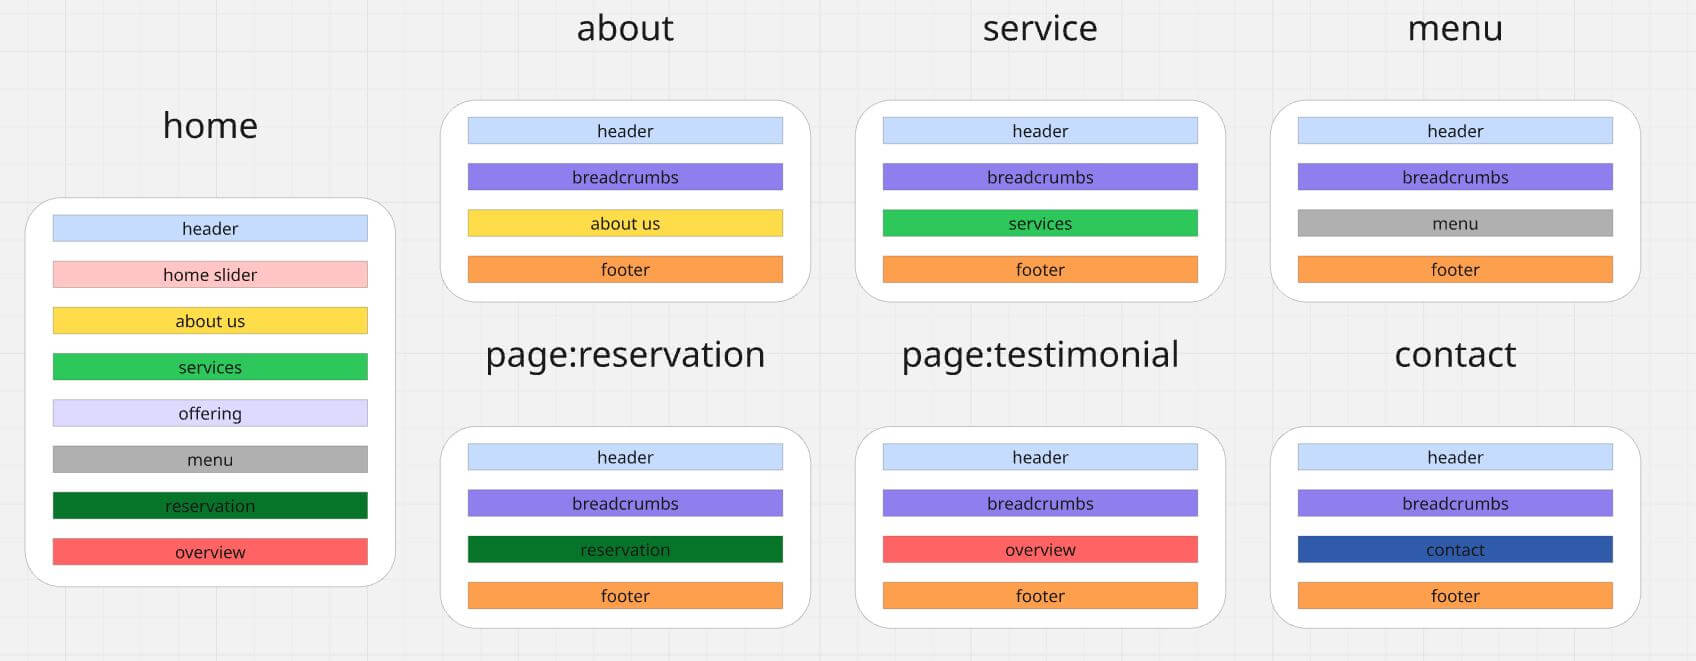 home
header
home slider
about us
services
offering
menu
reservation
overview
about
header
breadcrumbs
about us
footer
service
header
breadcrumbs
services
footer
menu
header
breadcrumbs
menu
footer
page:reservation
header
breadcrumbs
reservation
footer
page:testimonial
header
breadcrumbs
overview
footer
contact
header
breadcrumbs
contact
footer